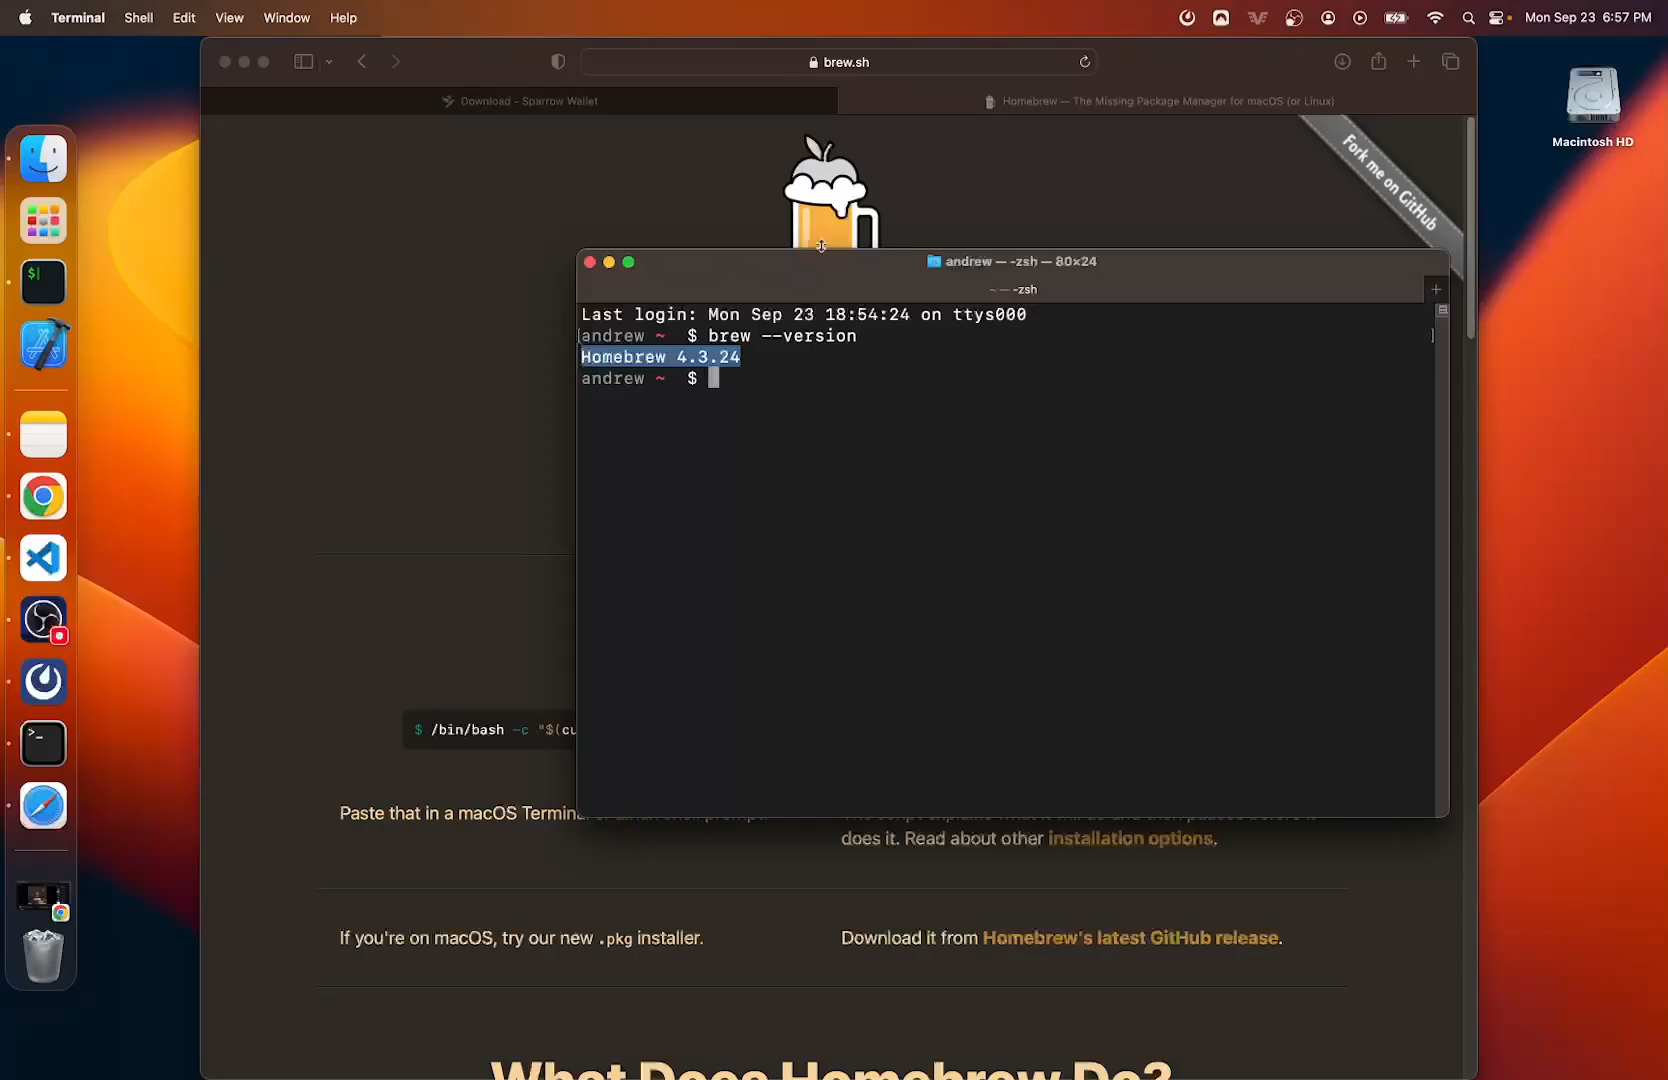 Terminal Shell Edit View Window Help Mon Sep 23 6:57 PM
brew.sh
Download - Sparrow Wallet
Homebrew — The Missing Package Manager for macOS (or Linux)
Macintosh HD
Fork me on GitHub
andrew — -zsh — 80×24
~ — -zsh
Last login: Mon Sep 23 18:54:24 on ttys000
andrew ~ $ brew --version
Homebrew 4.3.24
andrew ~ $
$ /bin/bash -c "$(cu
Paste that in a macOS Termina
does it. Read about other installation options.
If you're on macOS, try our new .pkg installer.
Download it from Homebrew's latest GitHub release.
What Does Homebrew Do?